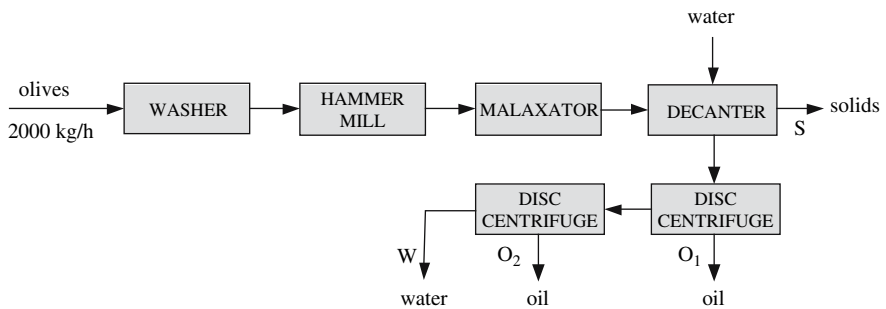 water
olives
2000 kg/h
WASHER
HAMMER
MILL
MALAXATOR
DECANTER
solids
S
DISC
CENTRIFUGE
DISC
CENTRIFUGE
W
O₂
O₁
water
oil
oil